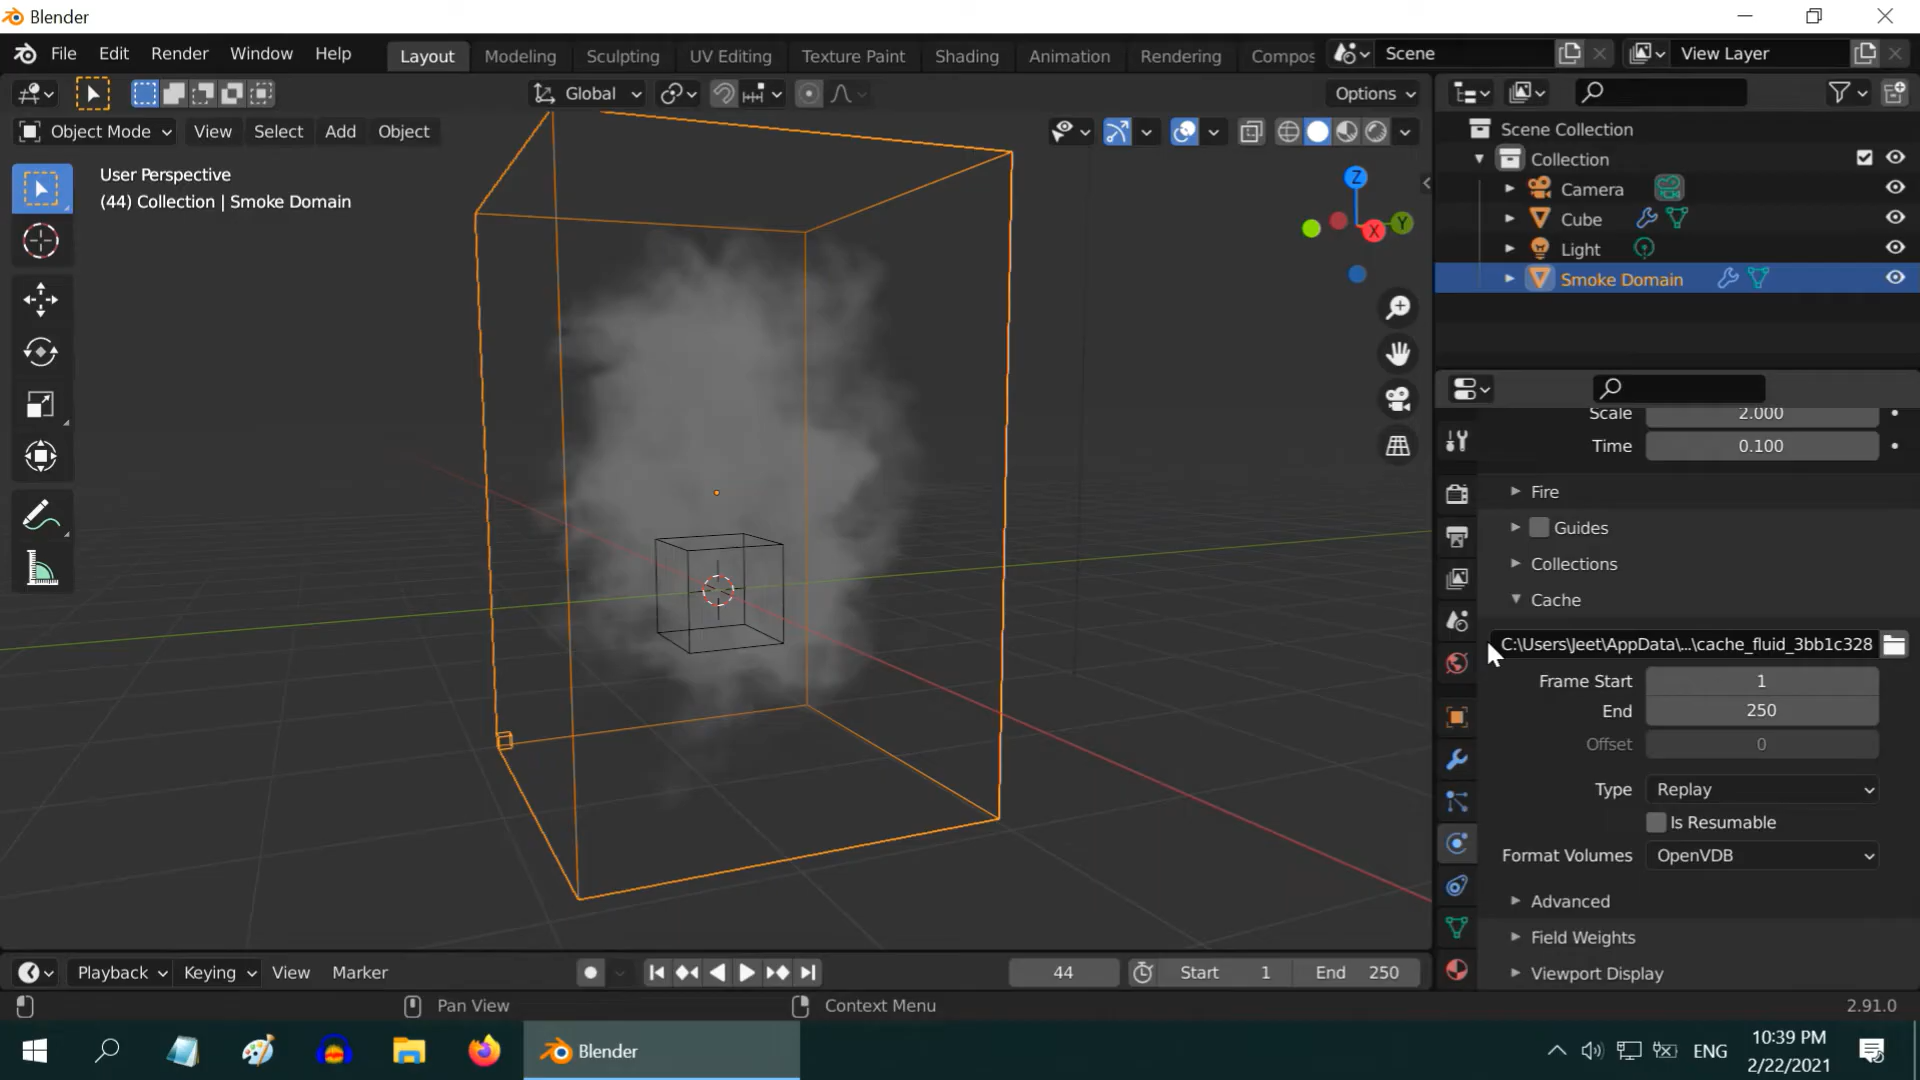 Blender
File Edit Render Window Help
Layout Modeling Sculpting UV Editing Texture Paint Shading Animation Rendering Compos
Scene
View Layer
Global
Options
Object Mode View Select Add Object
User Perspective
(44) Collection | Smoke Domain
Z
Y
X
Scene Collection
Collection
Camera
Cube
Light
Smoke Domain
Scale 2.000
Time 0.100
Fire
Guides
Collections
Cache
C:\Users\Jeet\AppData\...\cache_fluid_3bb1c328
Frame Start 1
End 250
Offset 0
Type Replay
Is Resumable
Format Volumes OpenVDB
Advanced
Field Weights
Viewport Display
Playback Keying View Marker
44 Start 1 End 250
Pan View Context Menu 2.91.0
Blender
ENG
10:39 PM
2/22/2021